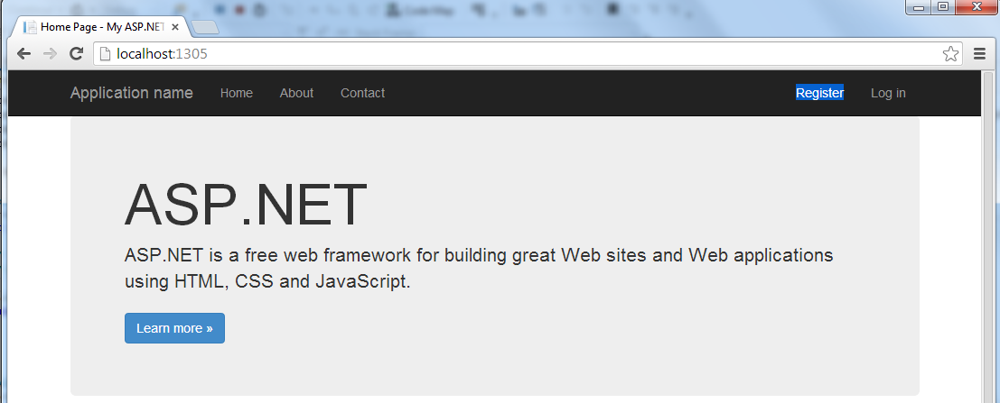 Home Page - My ASP.NET
localhost:1305
Application name Home About Contact Register Log in
ASP.NET
ASP.NET is a free web framework for building great Web sites and Web applications
using HTML, CSS and JavaScript.
Learn more »